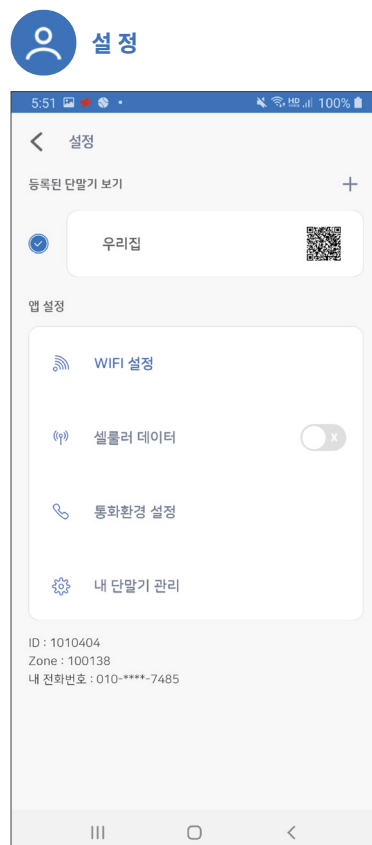 설 정
5:51 HD 100%
설정
등록된 단말기 보기
우리집
앱 설정
WIFI 설정
셀룰러 데이터 X
통화환경 설정
내 단말기 관리
ID : 1010404
Zone : 100138
내 전화번호 : 010-****-7485